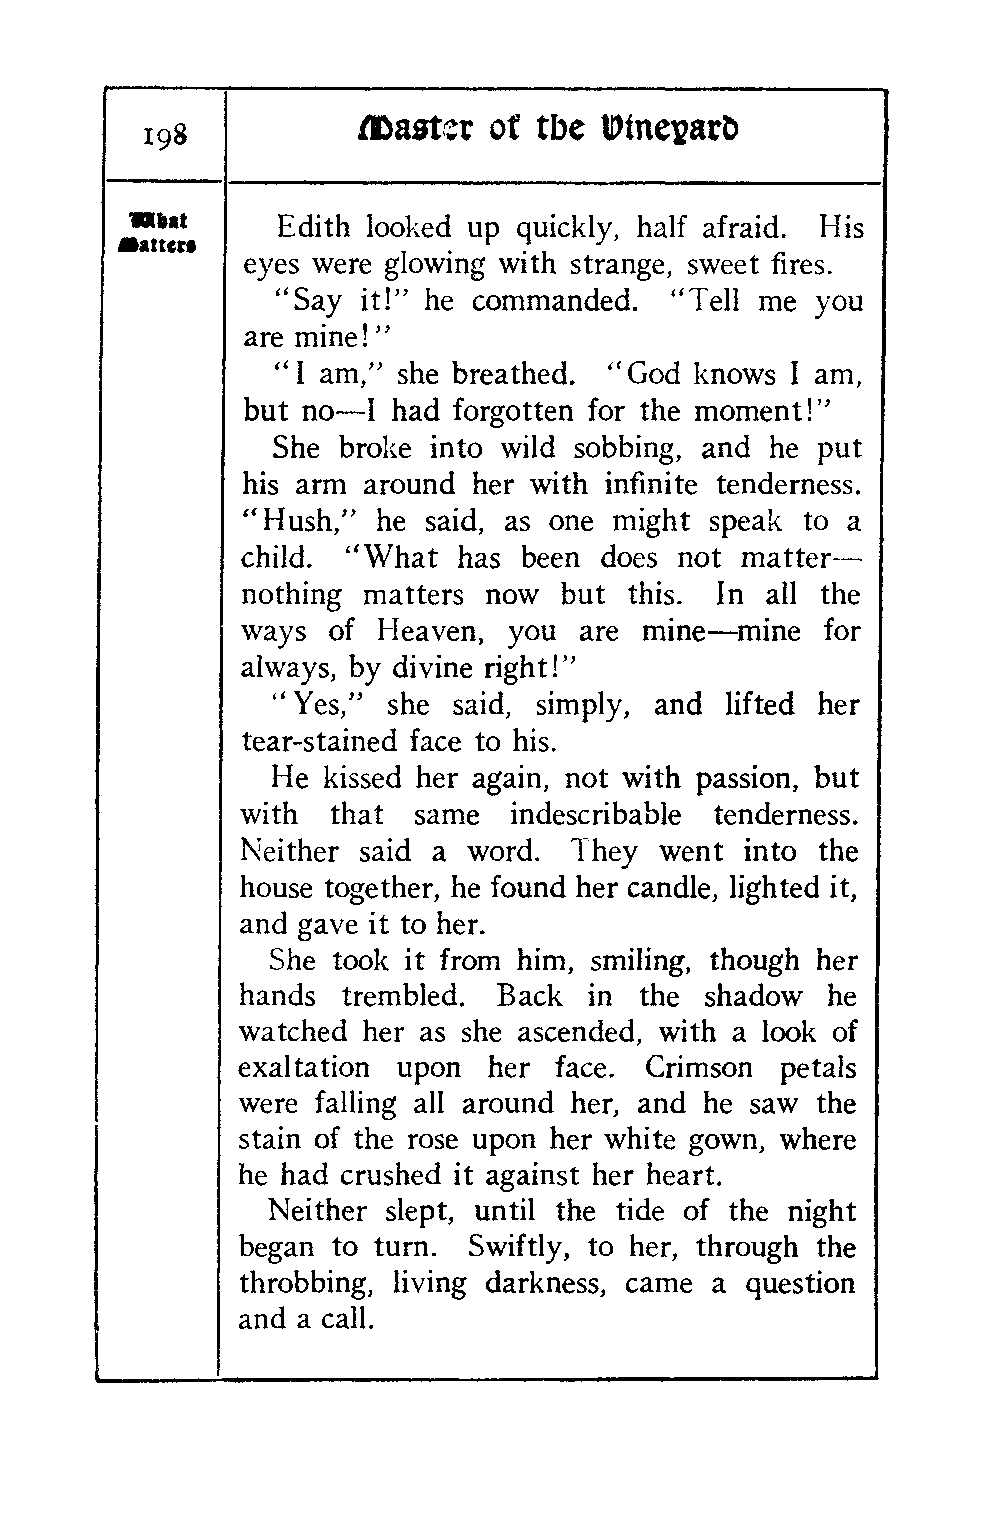 198
Master of the Vineyard
What
Matters
Edith looked up quickly, half afraid. His
eyes were glowing with strange, sweet fires.
“Say it!” he commanded. “Tell me you
are mine!”
“I am,” she breathed. “God knows I am,
but no—I had forgotten for the moment!”
She broke into wild sobbing, and he put
his arm around her with infinite tenderness.
“Hush,” he said, as one might speak to a
child. “What has been does not matter—
nothing matters now but this. In all the
ways of Heaven, you are mine—mine for
always, by divine right!”
“Yes,” she said, simply, and lifted her
tear-stained face to his.
He kissed her again, not with passion, but
with that same indescribable tenderness.
Neither said a word. They went into the
house together, he found her candle, lighted it,
and gave it to her.
She took it from him, smiling, though her
hands trembled. Back in the shadow he
watched her as she ascended, with a look of
exaltation upon her face. Crimson petals
were falling all around her, and he saw the
stain of the rose upon her white gown, where
he had crushed it against her heart.
Neither slept, until the tide of the night
began to turn. Swiftly, to her, through the
throbbing, living darkness, came a question
and a call.